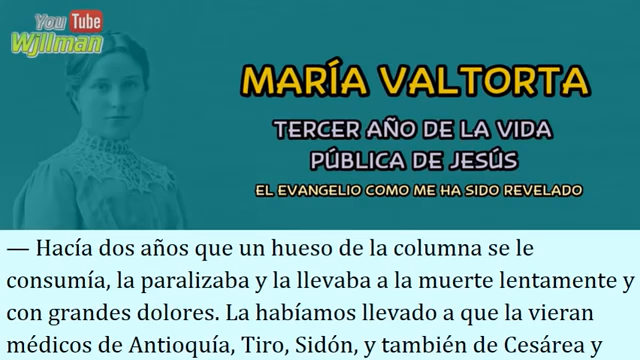 You Tube
Wjllman
MARÍA VALTORTA
TERCER AÑO DE LA VIDA
PÚBLICA DE JESÚS
EL EVANGELIO COMO ME HA SIDO REVELADO
— Hacía dos años que un hueso de la columna se le
consumía, la paralizaba y la llevaba a la muerte lentamente y
con grandes dolores. La habíamos llevado a que la vieran
médicos de Antioquía, Tiro, Sidón, y también de Cesárea y